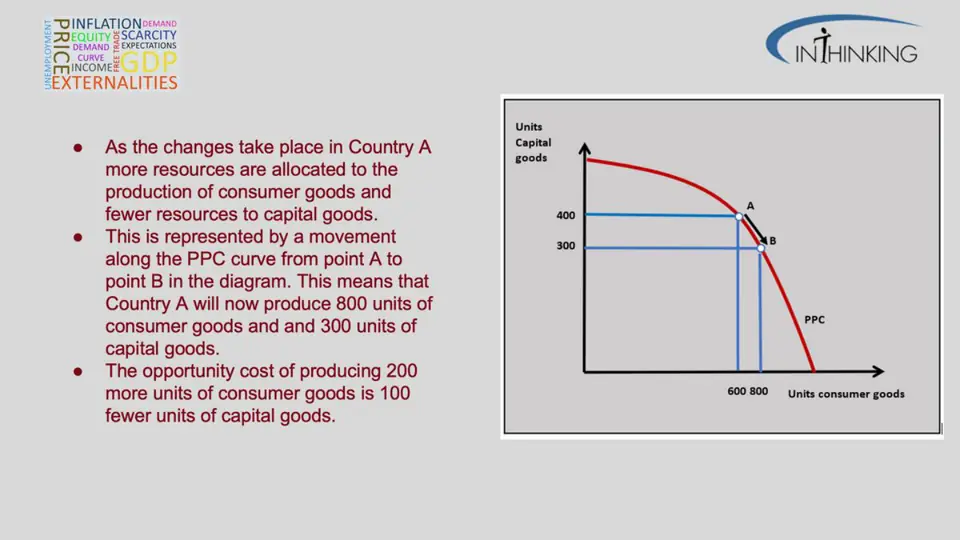 UNEMPLOYMENT
PRICE
INFLATION
DEMAND
EQUITY
FREE TRADE
SCARCITY
DEMAND
EXPECTATIONS
CURVE
GDP
INCOME
EXTERNALITIES
INTHINKING
● As the changes take place in Country A
more resources are allocated to the
production of consumer goods and
fewer resources to capital goods.
● This is represented by a movement
along the PPC curve from point A to
point B in the diagram. This means that
Country A will now produce 800 units of
consumer goods and and 300 units of
capital goods.
● The opportunity cost of producing 200
more units of consumer goods is 100
fewer units of capital goods.
Units
Capital
goods
A
400
B
300
PPC
600 800
Units consumer goods